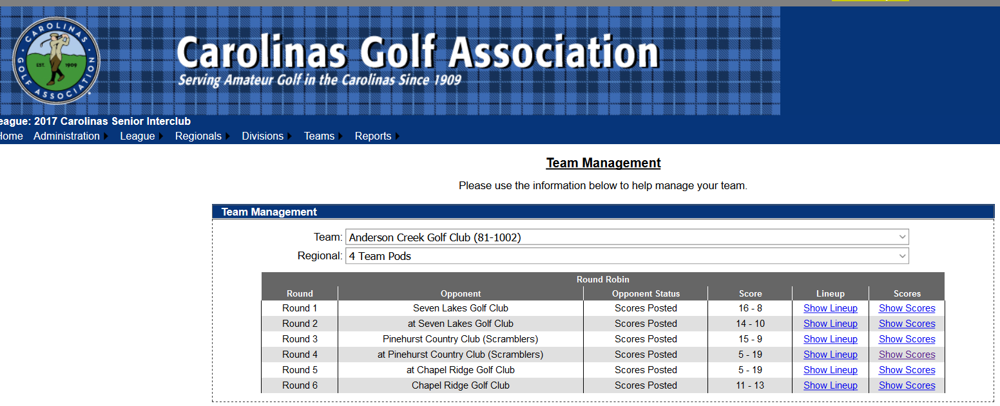 CAROLINAS GOLF ASSOCIATION
EST. 1909
Carolinas Golf Association
Serving Amateur Golf in the Carolinas Since 1909
eague: 2017 Carolinas Senior Interclub
Home Administration League Regionals Divisions Teams Reports
Team Management
Please use the information below to help manage your team.
Team Management
Team: Anderson Creek Golf Club (81-1002)
Regional: 4 Team Pods
Round Robin
Round Opponent Opponent Status Score Lineup Scores
Round 1 Seven Lakes Golf Club Scores Posted 16 - 8 Show Lineup Show Scores
Round 2 at Seven Lakes Golf Club Scores Posted 14 - 10 Show Lineup Show Scores
Round 3 Pinehurst Country Club (Scramblers) Scores Posted 15 - 9 Show Lineup Show Scores
Round 4 at Pinehurst Country Club (Scramblers) Scores Posted 5 - 19 Show Lineup Show Scores
Round 5 at Chapel Ridge Golf Club Scores Posted 5 - 19 Show Lineup Show Scores
Round 6 Chapel Ridge Golf Club Scores Posted 11 - 13 Show Lineup Show Scores